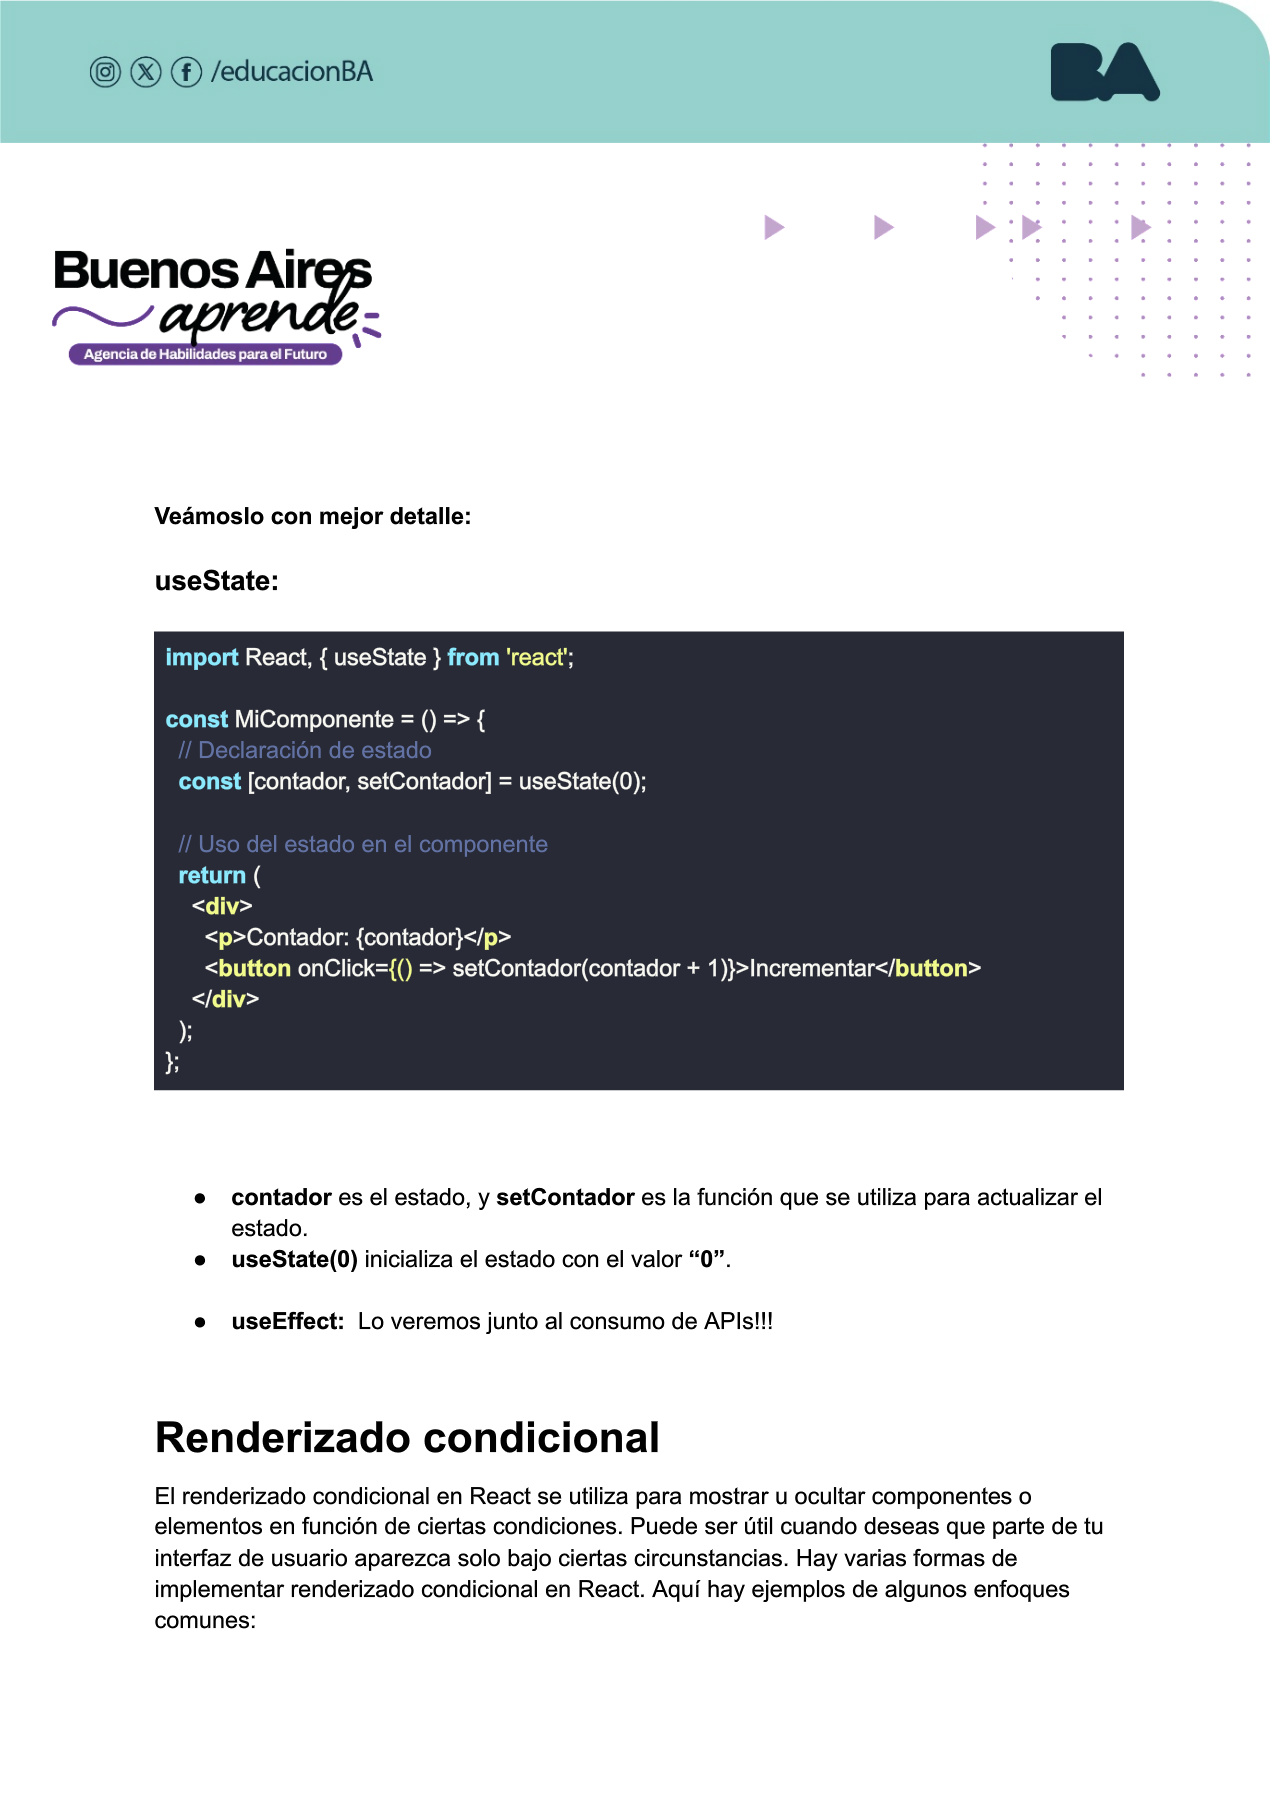 /educacionBA
BA
Buenos Aires
aprende
Agencia de Habilidades para el Futuro
Veámoslo con mejor detalle:
useState:
import React, { useState } from 'react';
const MiComponente = () => {
// Declaración de estado
const [contador, setContador] = useState(0);
// Uso del estado en el componente
return (
<div>
<p>Contador: {contador}</p>
<button onClick={() => setContador(contador + 1)}>Incrementar</button>
</div>
);
};
● contador es el estado, y setContador es la función que se utiliza para actualizar el
estado.
● useState(0) inicializa el estado con el valor “0”.
● useEffect: Lo veremos junto al consumo de APIs!!!
Renderizado condicional
El renderizado condicional en React se utiliza para mostrar u ocultar componentes o
elementos en función de ciertas condiciones. Puede ser útil cuando deseas que parte de tu
interfaz de usuario aparezca solo bajo ciertas circunstancias. Hay varias formas de
implementar renderizado condicional en React. Aquí hay ejemplos de algunos enfoques
comunes: